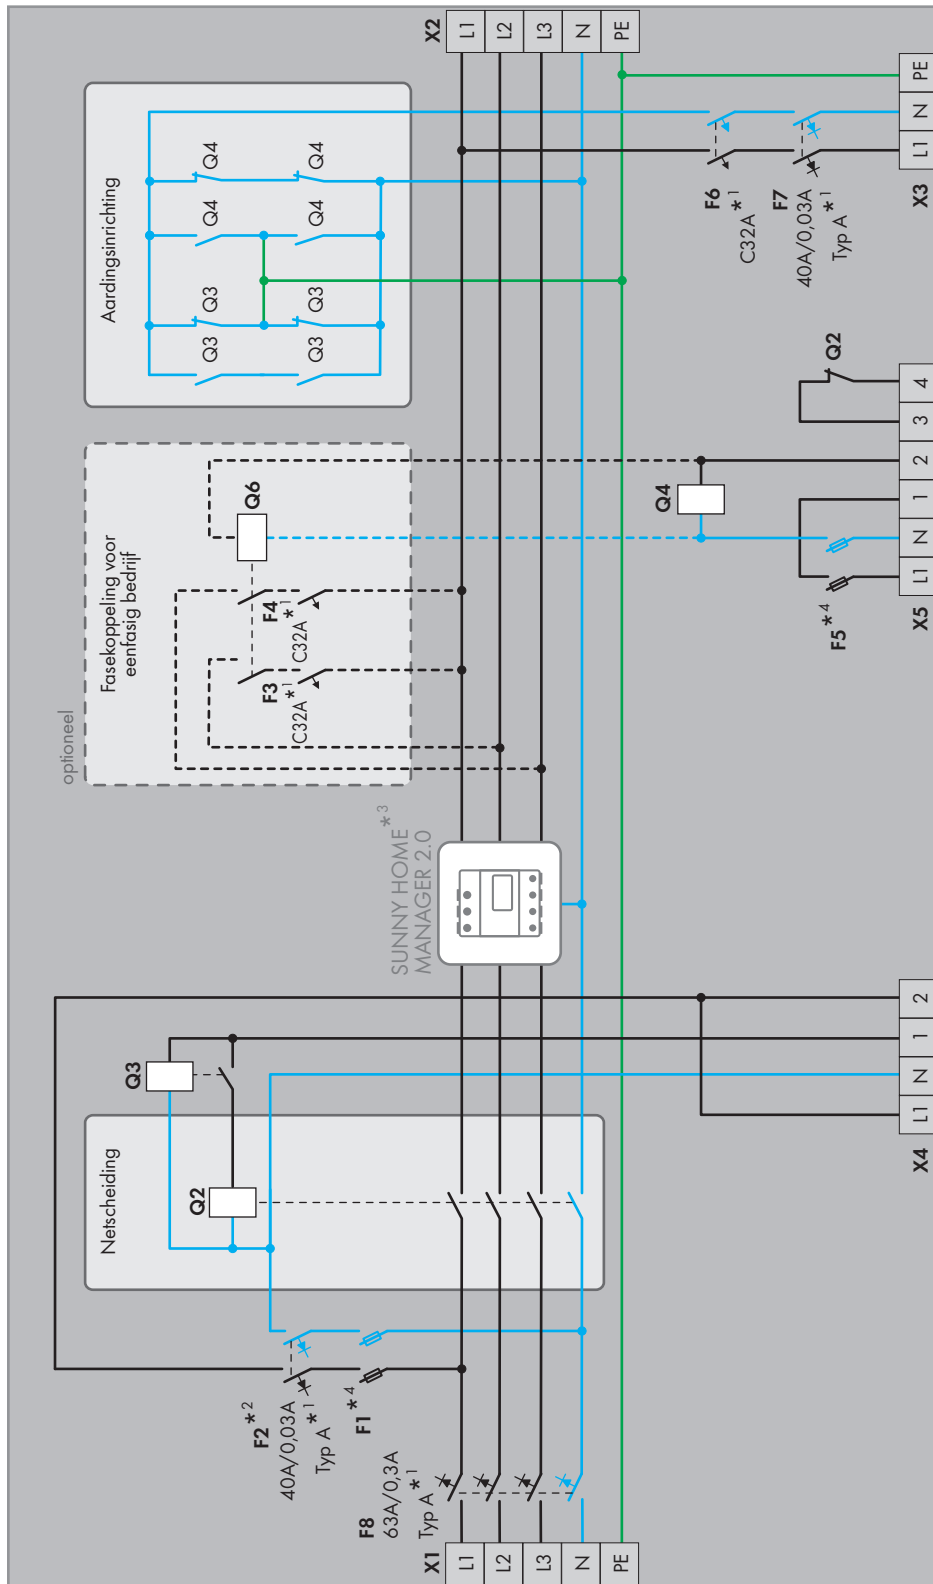 X2
L1
L2
L3
N
PE
X3
PE
N
L1
Aardingsinrichting
Q4
Q4
Q4
Q4
Q3
Q3
Q3
Q3
F6
C32A *1
F7
40A/0,03A
Typ A *1
optioneel
Fasekoppeling voor
eenfasig bedrijf
Q6
F4
C32A *1
F3
C32A *1
Q4
Q2
F5 *4
X5
4
3
2
1
N
L1
SUNNY HOME *3
MANAGER 2.0
Q3
Netscheiding
Q2
X4
2
1
N
L1
F2 *2
40A/0,03A
Typ A *1
F1 *4
F8
63A/0,3A
Typ A *1
X1
L1
L2
L3
N
PE